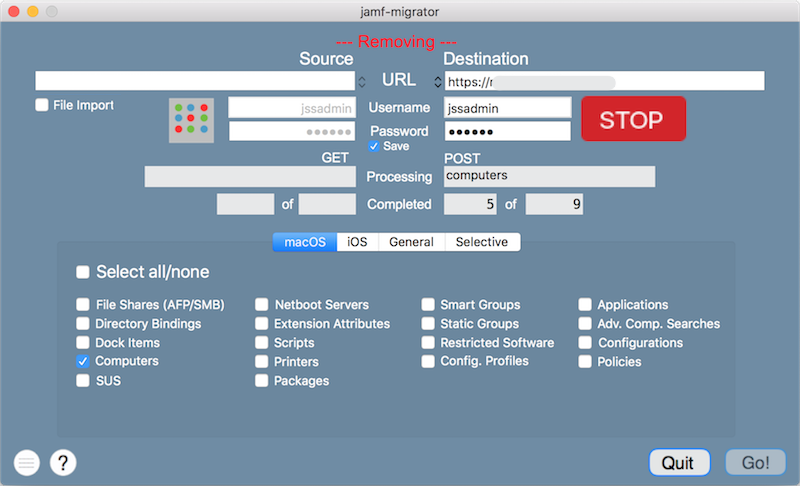 jamf-migrator
--- Removing ---
Source Destination
URL https://
File Import
jssadmin Username jssadmin STOP
•••••• Password ••••••
Save
GET POST
Processing computers
of Completed 5 of 9
macOS iOS General Selective
Select all/none
File Shares (AFP/SMB) Netboot Servers Smart Groups Applications
Directory Bindings Extension Attributes Static Groups Adv. Comp. Searches
Dock Items Scripts Restricted Software Configurations
Computers Printers Config. Profiles Policies
SUS Packages
? Quit Go!